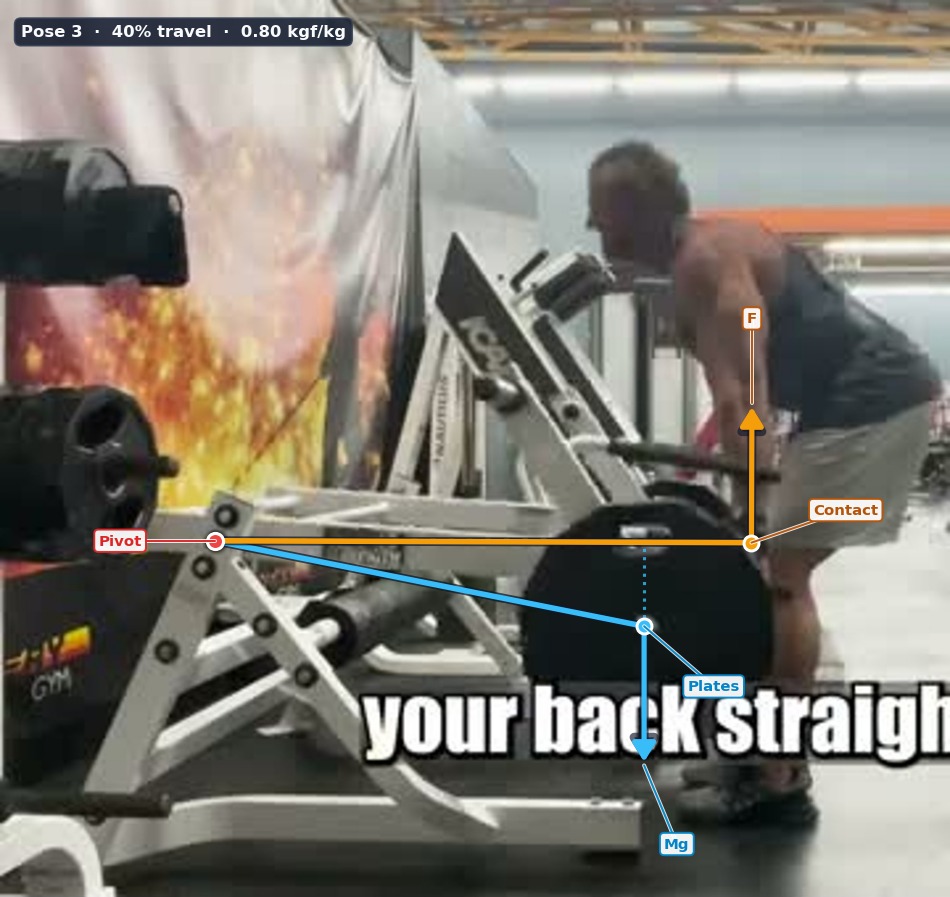 Pose 3 · 40% travel · 0.80 kgf/kg
F
NAUTILUS
Contact
Pivot
GYM
Plates
your back straigh
Mg